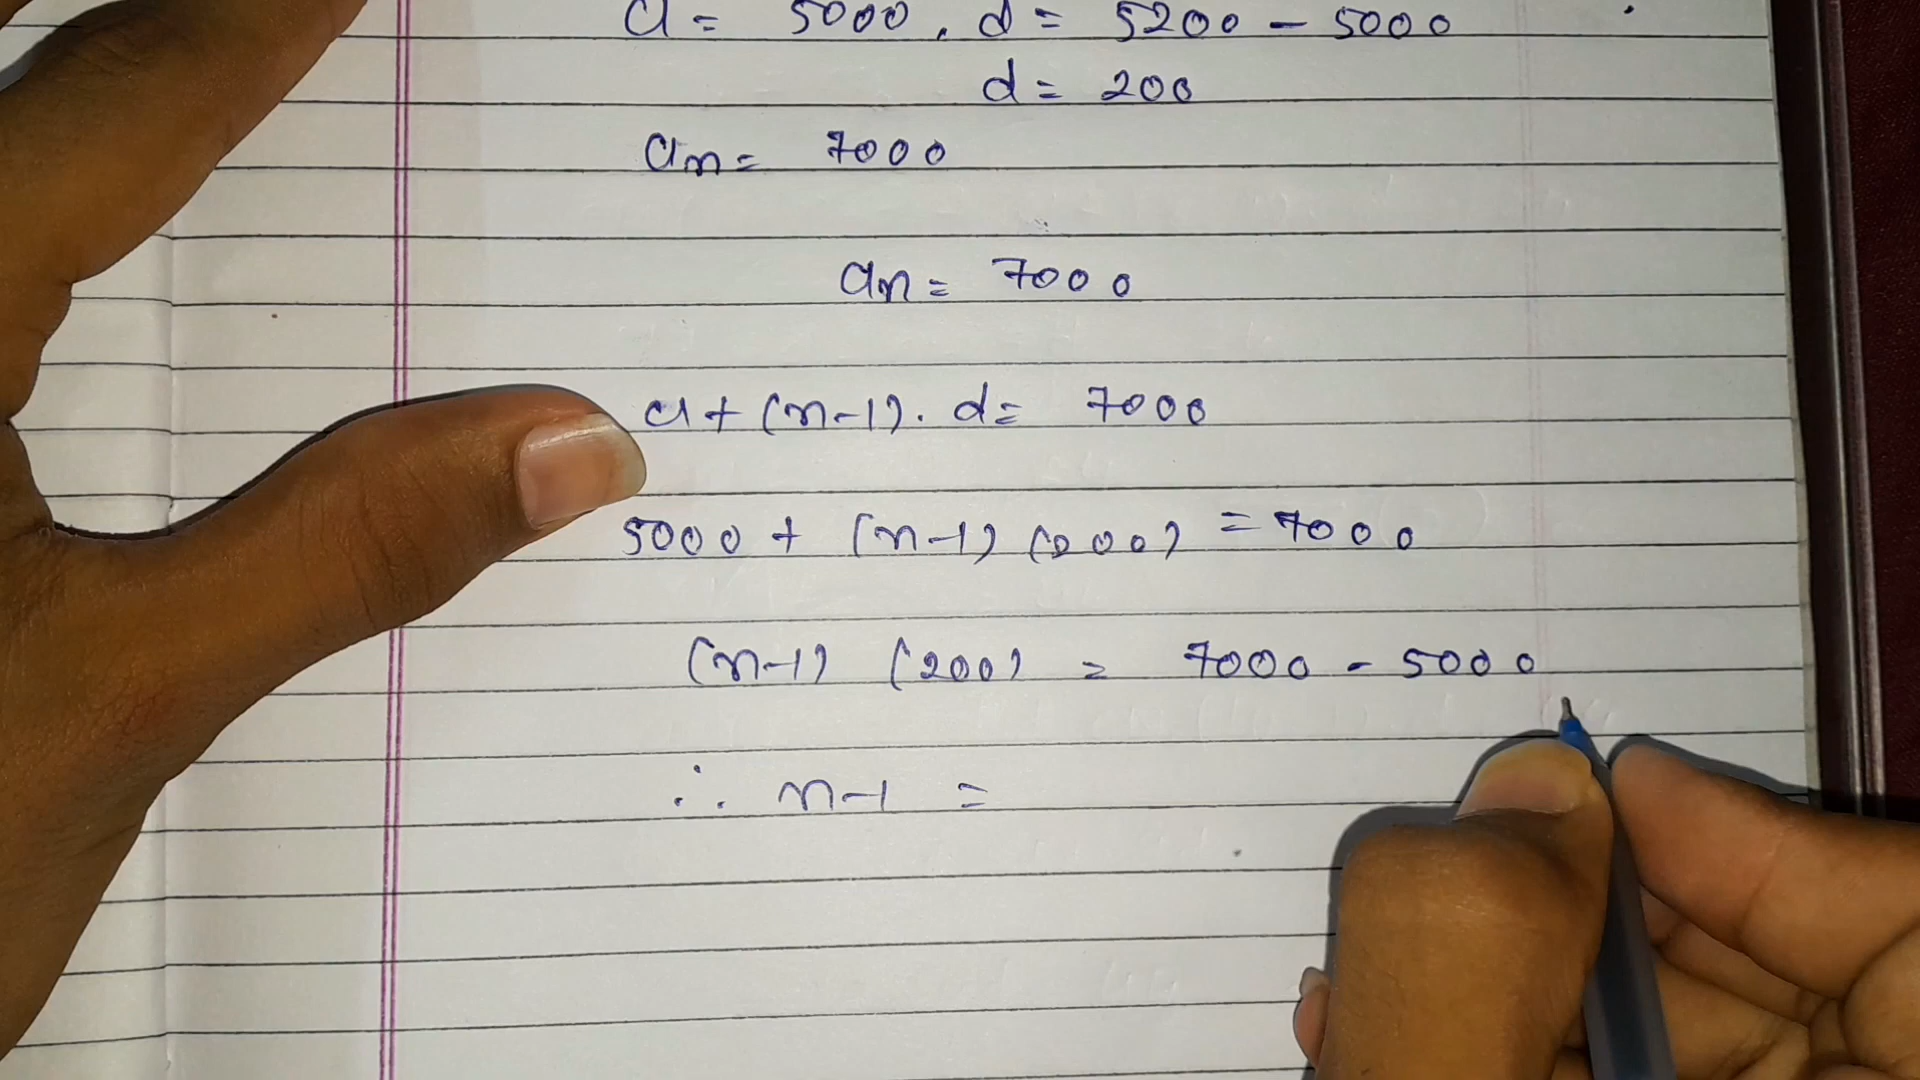 a = 5000, d = 5200 - 5000
d = 200
an = 7000
an = 7000
a + (n-1). d = 7000
5000 + (n-1) (200) = 7000
(n-1) (200) = 7000 - 5000
∴ n-1 =